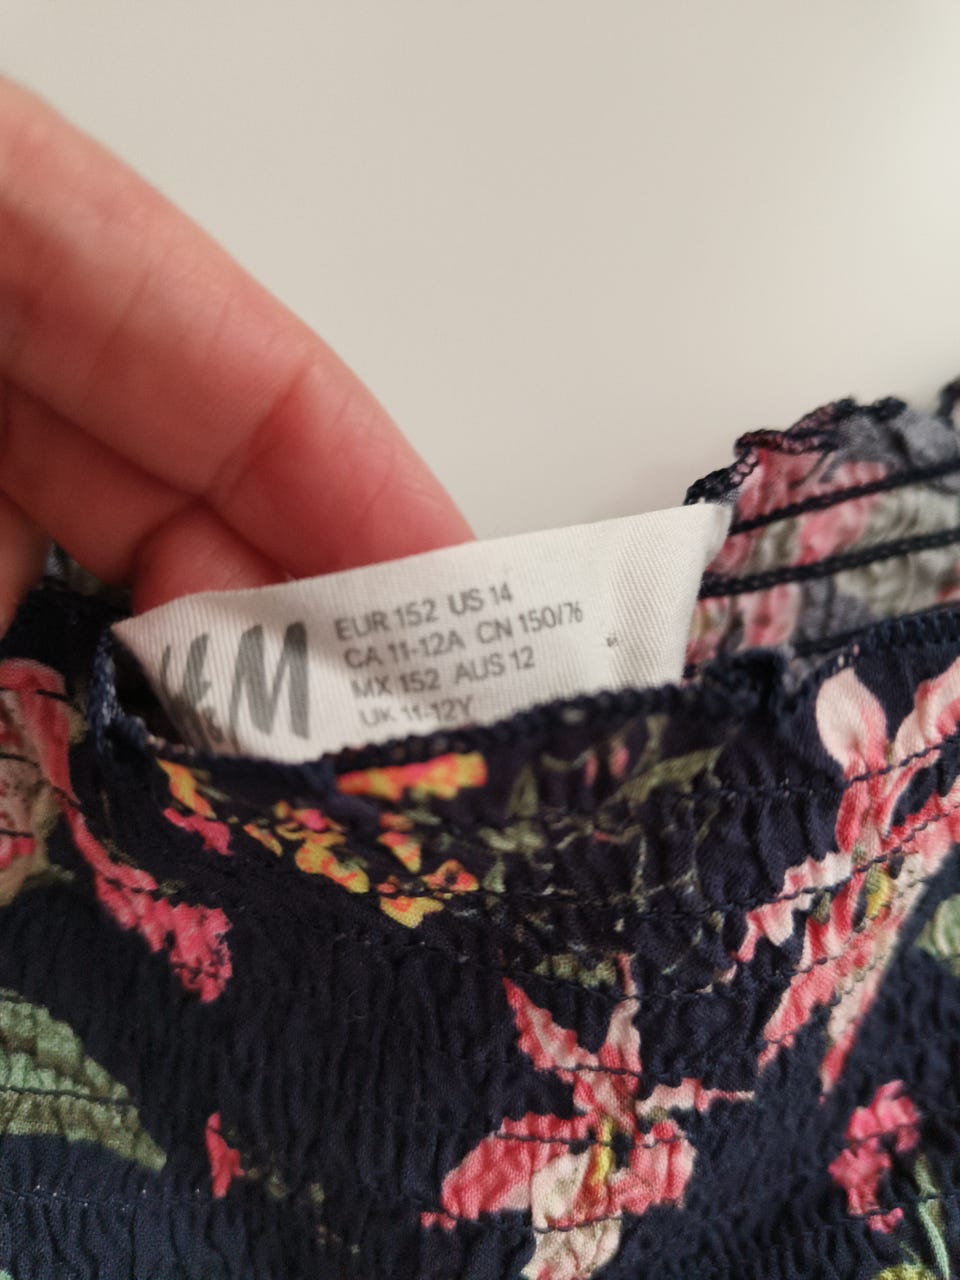 H&M
EUR 152 US 14
CA 11-12A CN 150/76
MX 152 AUS 12
UK 11-12Y